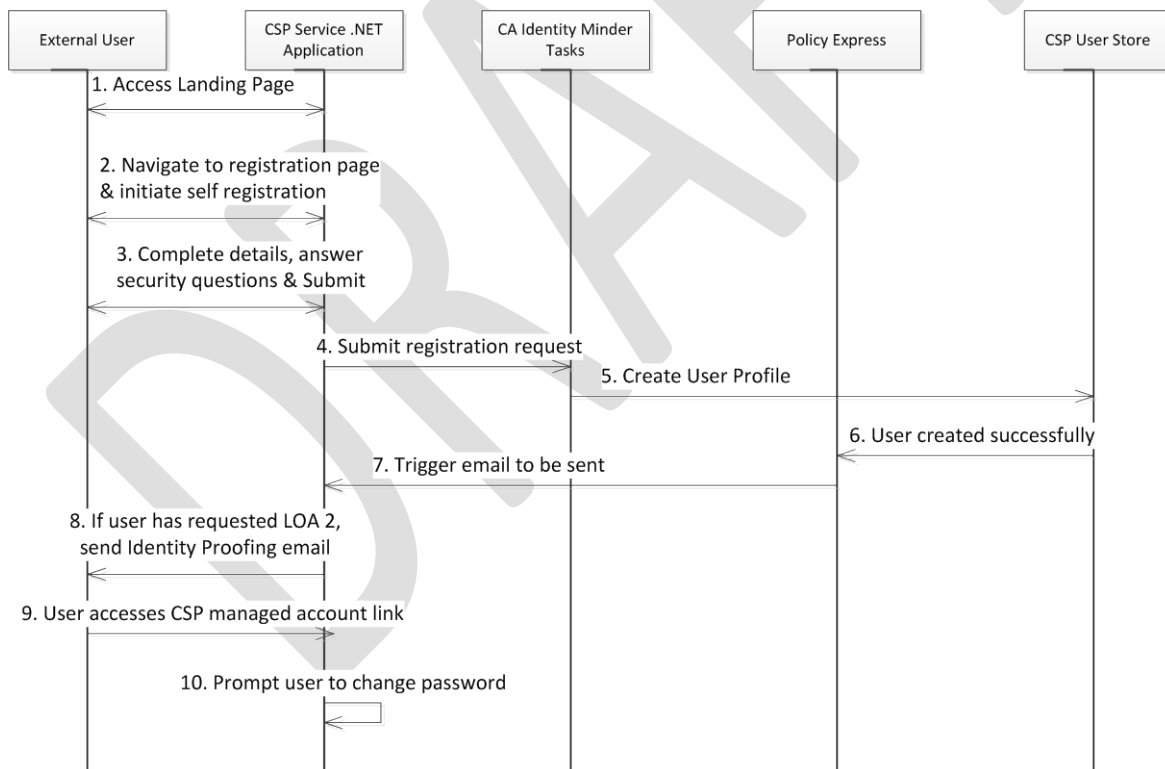 External User
CSP Service .NET
Application
CA Identity Minder
Tasks
Policy Express
CSP User Store
1. Access Landing Page
2. Navigate to registration page
& initiate self registration
3. Complete details, answer
security questions & Submit
4. Submit registration request
5. Create User Profile
6. User created successfully
7. Trigger email to be sent
8. If user has requested LOA 2,
send Identity Proofing email
9. User accesses CSP managed account link
10. Prompt user to change password
DRA